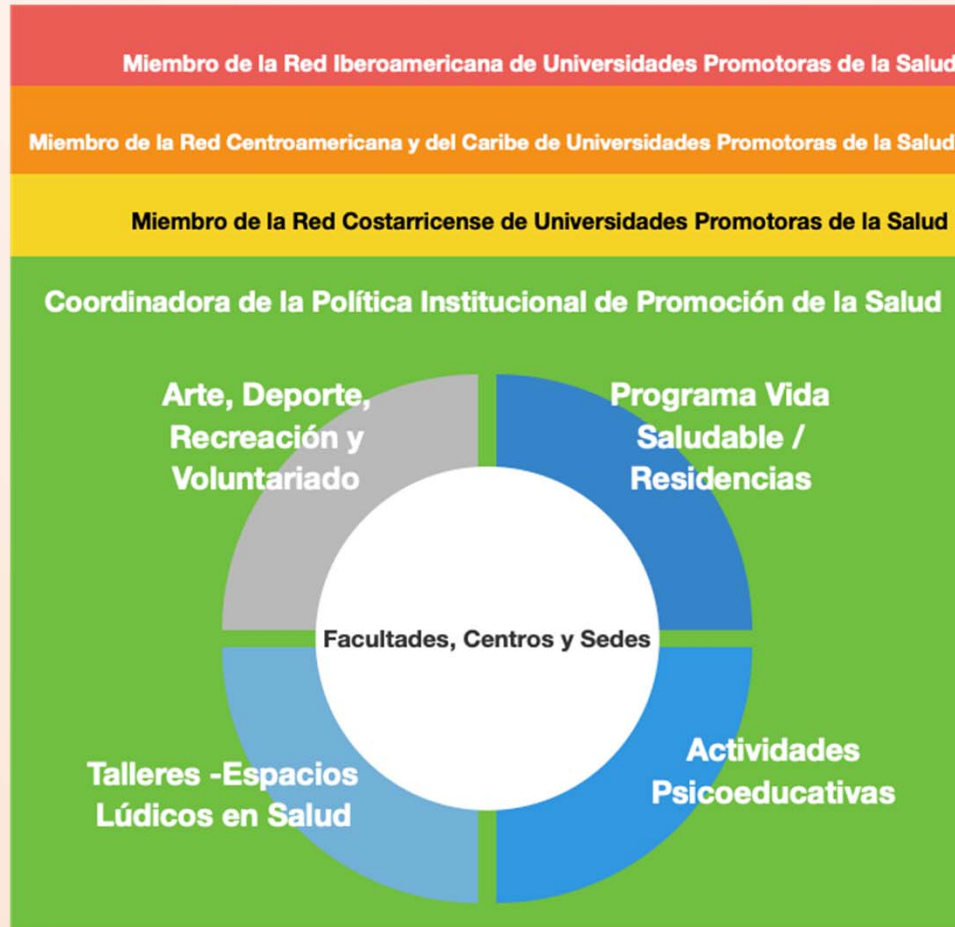 Miembro de la Red Iberoamericana de Universidades Promotoras de la Salud
Miembro de la Red Centroamericana y del Caribe de Universidades Promotoras de la Salud
Miembro de la Red Costarricense de Universidades Promotoras de la Salud
Coordinadora de la Política Institucional de Promoción de la Salud
Arte, Deporte,
Recreación y
Voluntariado
Programa Vida
Saludable /
Residencias
Facultades, Centros y Sedes
Talleres -Espacios
Lúdicos en Salud
Actividades
Psicoeducativas